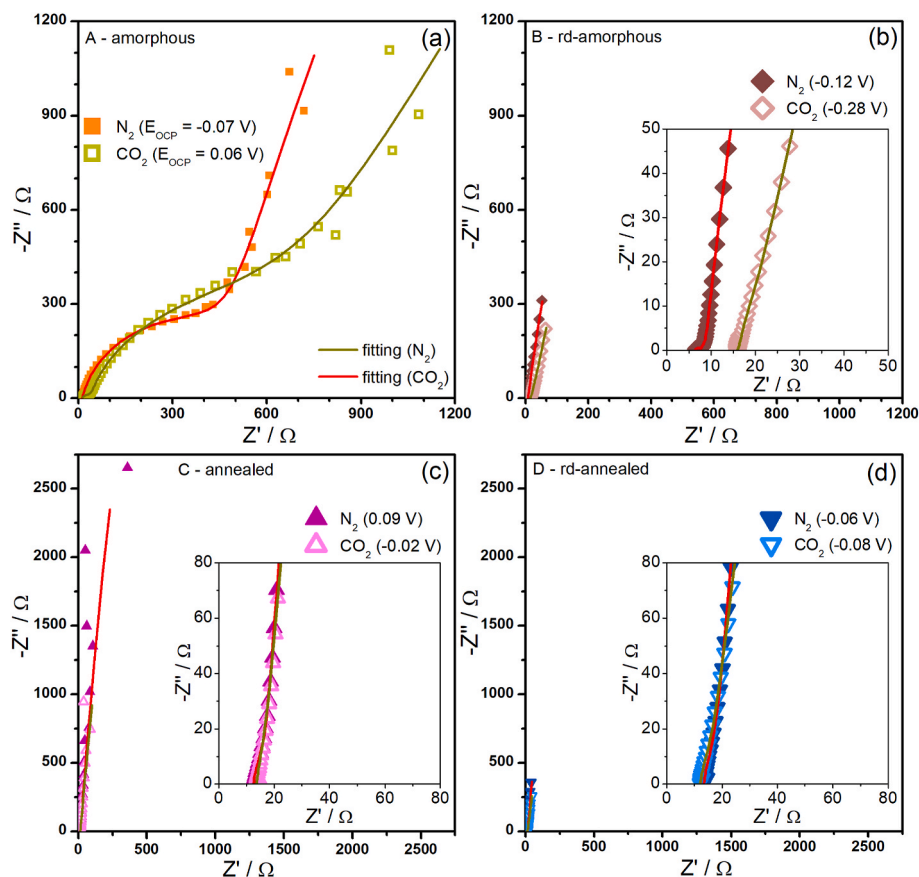 A - amorphous
(a)
N2 (EOCP = -0.07 V)
CO2 (EOCP = 0.06 V)
fitting (N2)
fitting (CO2)
-Z'' / Ω
1200
900
600
300
0
0 300 600 900 1200
Z' / Ω
B - rd-amorphous
(b)
N2 (-0.12 V)
CO2 (-0.28 V)
-Z'' / Ω
50
40
30
20
10
0
0 10 20 30 40 50
Z' / Ω
-Z'' / Ω
1200
900
600
300
0
0 300 600 900 1200
Z' / Ω
C - annealed
(c)
N2 (0.09 V)
CO2 (-0.02 V)
-Z'' / Ω
80
60
40
20
0
0 20 40 60 80
Z' / Ω
-Z'' / Ω
2500
2000
1500
1000
500
0
0 500 1000 1500 2000 2500
Z' / Ω
D - rd-annealed
(d)
N2 (-0.06 V)
CO2 (-0.08 V)
-Z'' / Ω
80
60
40
20
0
0 20 40 60 80
Z' / Ω
-Z'' / Ω
2500
2000
1500
1000
500
0
0 500 1000 1500 2000 2500
Z' / Ω